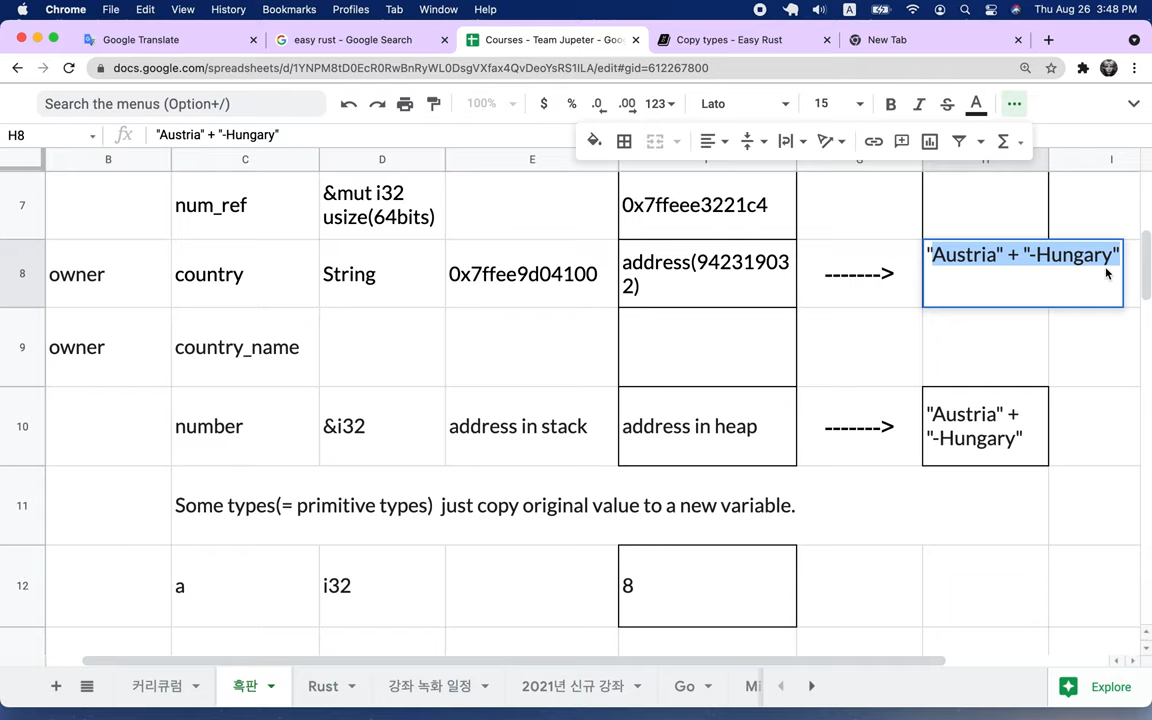 Chrome File Edit View History Bookmarks Profiles Tab Window Help A Thu Aug 26 3:48 PM
Google Translate
easy rust - Google Search
Courses - Team Jupeter - Goo
Copy types - Easy Rust
New Tab
docs.google.com/spreadsheets/d/1YNPM8tD0EcR0RwBnRyWL0DsgVXfax4QvDeoYsRS1ILA/edit#gid=612267800
Search the menus (Option+/) 100% $ % .0 .00 123 Lato 15 B I S A
H8 fx "Austria" + "-Hungary"
B C D E F G H I
7 num_ref &mut i32
usize(64bits) 0x7ffeee3221c4
8 owner country String 0x7ffee9d04100 address(94231903
2) -------> "Austria" + "-Hungary"
9 owner country_name
10 number &i32 address in stack address in heap -------> "Austria" +
"-Hungary"
11 Some types(= primitive types) just copy original value to a new variable.
12 a i32 8
커리큘럼 흑판 Rust 강좌 녹화 일정 2021년 신규 강좌 Go Mi Explore